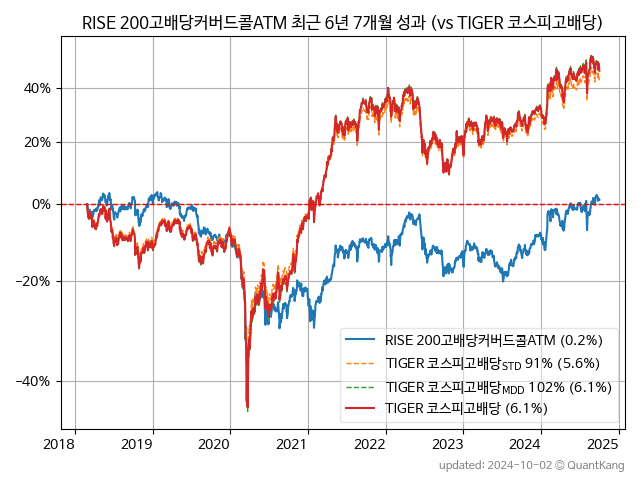 RISE 200고배당커버드콜ATM 최근 6년 7개월 성과 (vs TIGER 코스피고배당)
40%
20%
0%
−20%
−40%
RISE 200고배당커버드콜ATM (0.2%)
TIGER 코스피고배당STD 91% (5.6%)
TIGER 코스피고배당MDD 102% (6.1%)
TIGER 코스피고배당 (6.1%)
2018 2019 2020 2021 2022 2023 2024 2025
updated: 2024-10-02 © QuantKang